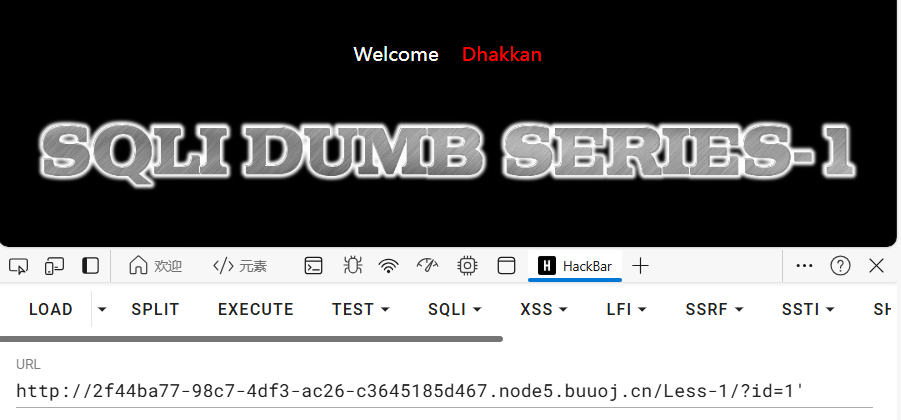 Welcome Dhakkan
SQLI DUMB SERIES-1
欢迎 </> 元素 H HackBar
LOAD SPLIT EXECUTE TEST SQLI XSS LFI SSRF SSTI SH
URL
http://2f44ba77-98c7-4df3-ac26-c3645185d467.node5.buuoj.cn/Less-1/?id=1'